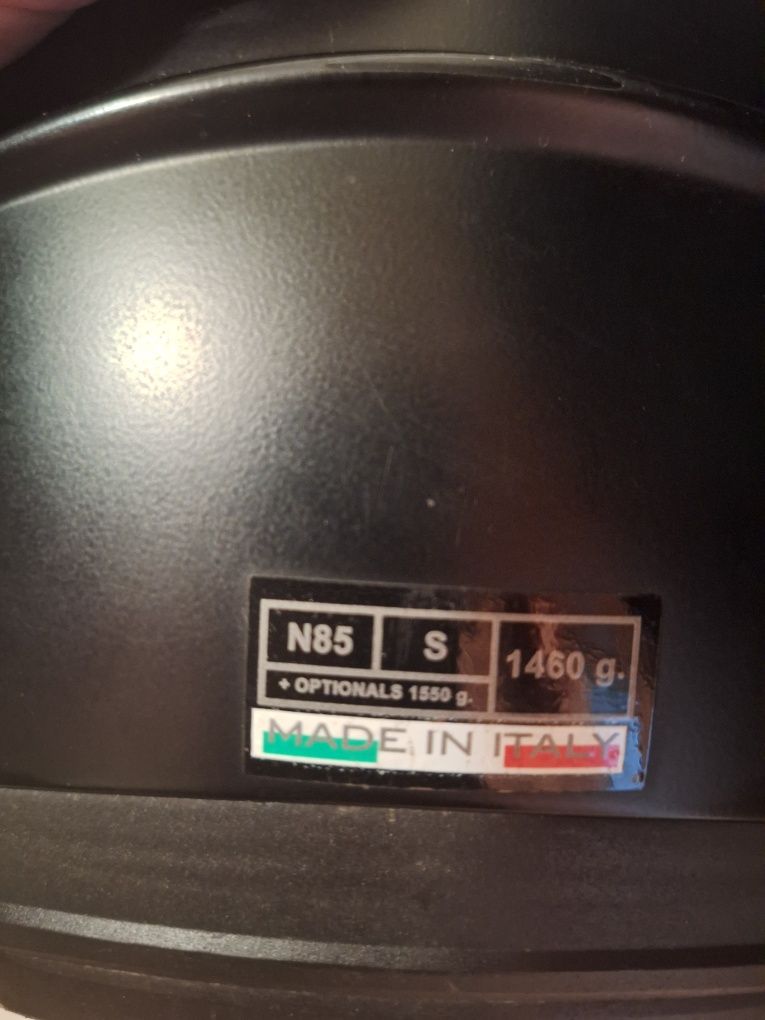 N85 S 1460 g.
+ OPTIONALS 1550 g.
MADE IN ITALY